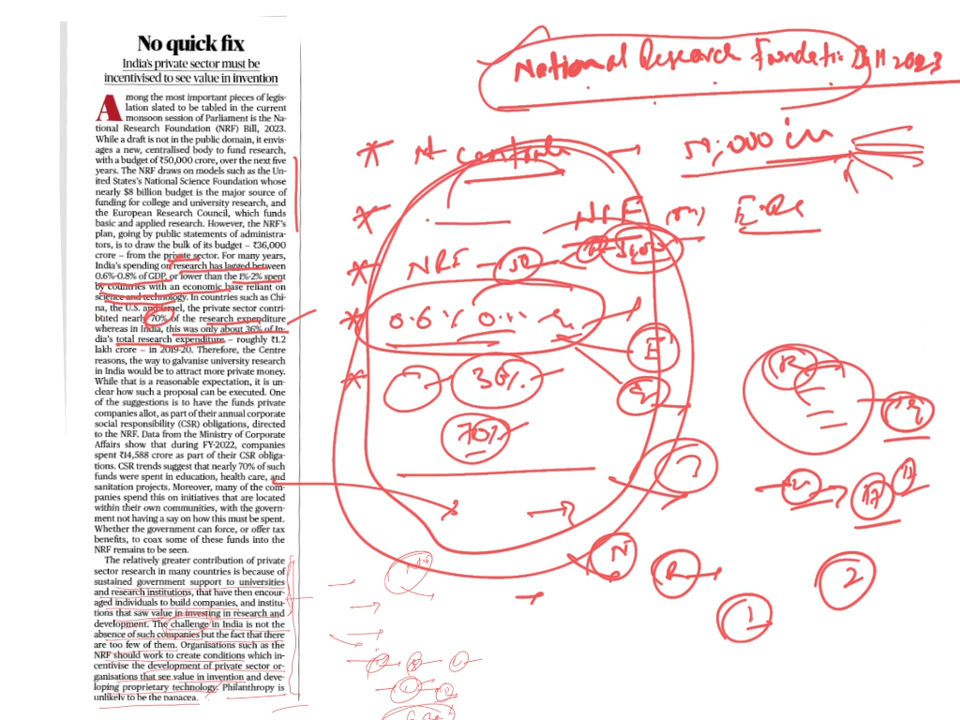 No quick fix
India's private sector must be
incentivised to see value in invention
Among the most important pieces of legis-
lation slated to be tabled in the current
monsoon session of Parliament is the Na-
tional Research Foundation (NRF) Bill, 2023.
While a draft is not in the public domain, it envis-
ages a new, centralised body to fund research,
with a budget of ₹50,000 crore, over the next five
years. The NRF draws on models such as the Un-
ited States's National Science Foundation whose
nearly $8 billion budget is the major source of
funding for college and university research, and
the European Research Council, which funds
basic and applied research. However, the NRF's
plan, going by public statements of administra-
tors, is to draw the bulk of its budget – ₹36,000
crore – from the private sector. For many years,
India's spending on research has lagged between
0.6%-0.8% of GDP, or lower than the 1%-2% spent
by countries with an economic base reliant on
science and technology. In countries such as Chi-
na, the U.S. and Israel, the private sector contri-
buted nearly 70% of the research expenditure
whereas in India, this was only about 36% of In-
dia's total research expenditure – roughly ₹1.2
lakh crore – in 2019-20. Therefore, the Centre
reasons, the way to galvanise university research
in India would be to attract more private money.
While that is a reasonable expectation, it is un-
clear how such a proposal can be executed. One
of the suggestions is to have the funds private
companies allot, as part of their annual corporate
social responsibility (CSR) obligations, directed
to the NRF. Data from the Ministry of Corporate
Affairs show that during FY-2022, companies
spent ₹14,588 crore as part of their CSR obliga-
tions. CSR trends suggest that nearly 70% of such
funds were spent in education, health care, and
sanitation projects. Moreover, many of the com-
panies spend this on initiatives that are located
within their own communities, with the govern-
ment not having a say on how this must be spent.
Whether the government can force, or offer tax
benefits, to coax some of these funds into the
NRF remains to be seen.
The relatively greater contribution of private
sector research in many countries is because of
sustained government support to universities
and research institutions, that have then encour-
aged individuals to build companies, and institu-
tions that saw value in investing in research and
development. The challenge in India is not the
absence of such companies but the fact that there
are too few of them. Organisations such as the
NRF should work to create conditions which in-
centivise the development of private sector or-
ganisations that see value in invention and deve-
loping proprietary technology. Philanthropy is
unlikely to be the panacea.
National Research Foundati: Bill 2023
50,000
NRF 50
0.6%
E
36%
70%
R
17
N
R
2
1